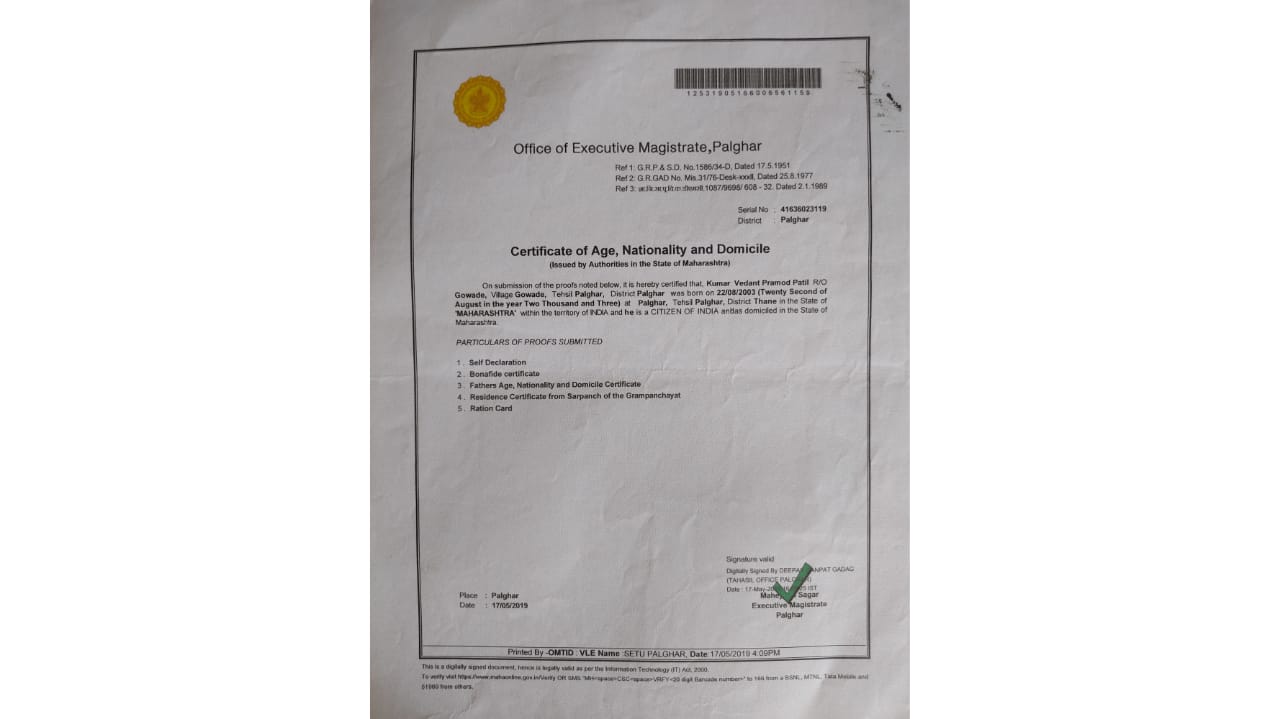 12531905186006561159
Office of Executive Magistrate,Palghar
Ref 1: G.R.P.& S.D. No.1586/34-D, Dated 17.5.1951
Ref 2: G.R.GAD No. Mis.31/76-Desk-xxxII, Dated 25.8.1977
Ref 3: 1087/9698/ 608 - 32. Dated 2.1.1989
Serial No : 41636023119
District : Palghar
Certificate of Age, Nationality and Domicile
(Issued by Authorities in the State of Maharashtra)
On submission of the proofs noted below, it is hereby certified that, Kumar Vedant Pramod Patil R/O
Gowade, Village Gowade, Tehsil Palghar, District Palghar was born on 22/08/2003 (Twenty Second of
August in the year Two Thousand and Three) at Palghar, Tehsil Palghar, District Thane in the State of
'MAHARASHTRA' within the territory of INDIA and he is a CITIZEN OF INDIA and\as domiciled in the State of
Maharashtra.
PARTICULARS OF PROOFS SUBMITTED
1 . Self Declaration
2 . Bonafide certificate
3 . Fathers Age, Nationality and Domicile Certificate
4 . Residence Certificate from Sarpanch of the Grampanchayat
5 . Ration Card
Signature valid
Digitally Signed By GADAG
(TAHASIL OFFICE
Date : 17-May- IST
Sagar
Place : Palghar
Executive Magistrate
Date : 17/05/2019
Palghar
Printed By -OMTID : VLE Name :SETU PALGHAR, Date:17/05/2019 4:09PM
This is a digitally signed document, hence is legally valid as per the Information Technology (IT) Act, 2000.
To verify visit https://www.mahaonline.gov.in/Verify OR SMS "MH<space>CSC<space>VRFY<20 digit Barcode number>" to 166 from a BSNL, MTNL, Tata Mobile and
51969 from others.